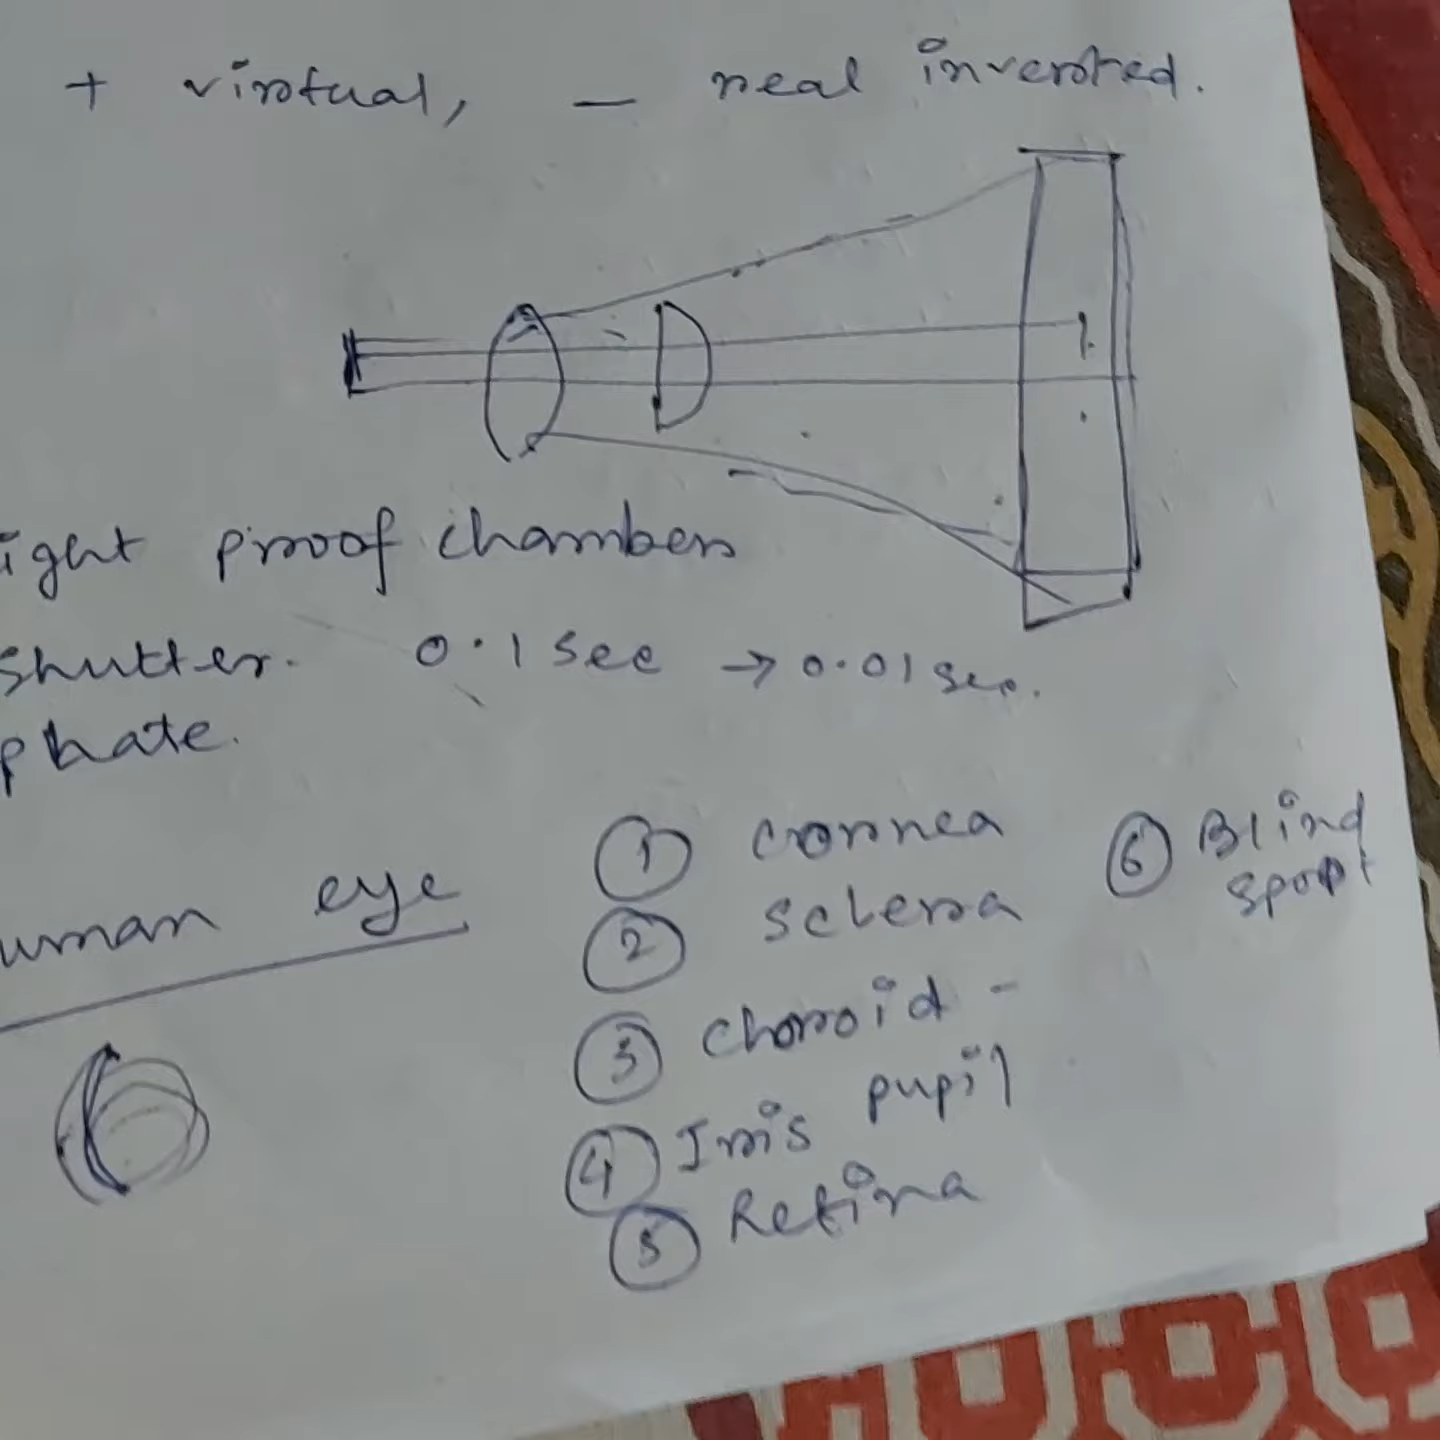 + virtual, - real inverted.
ight proof chamber
shutter. 0.1 sec → 0.01 sec.
plate.
uman eye
① cornea
② sclera
③ choroid -
④ Iris pupil
⑤ Retina
⑥ Blind
spot